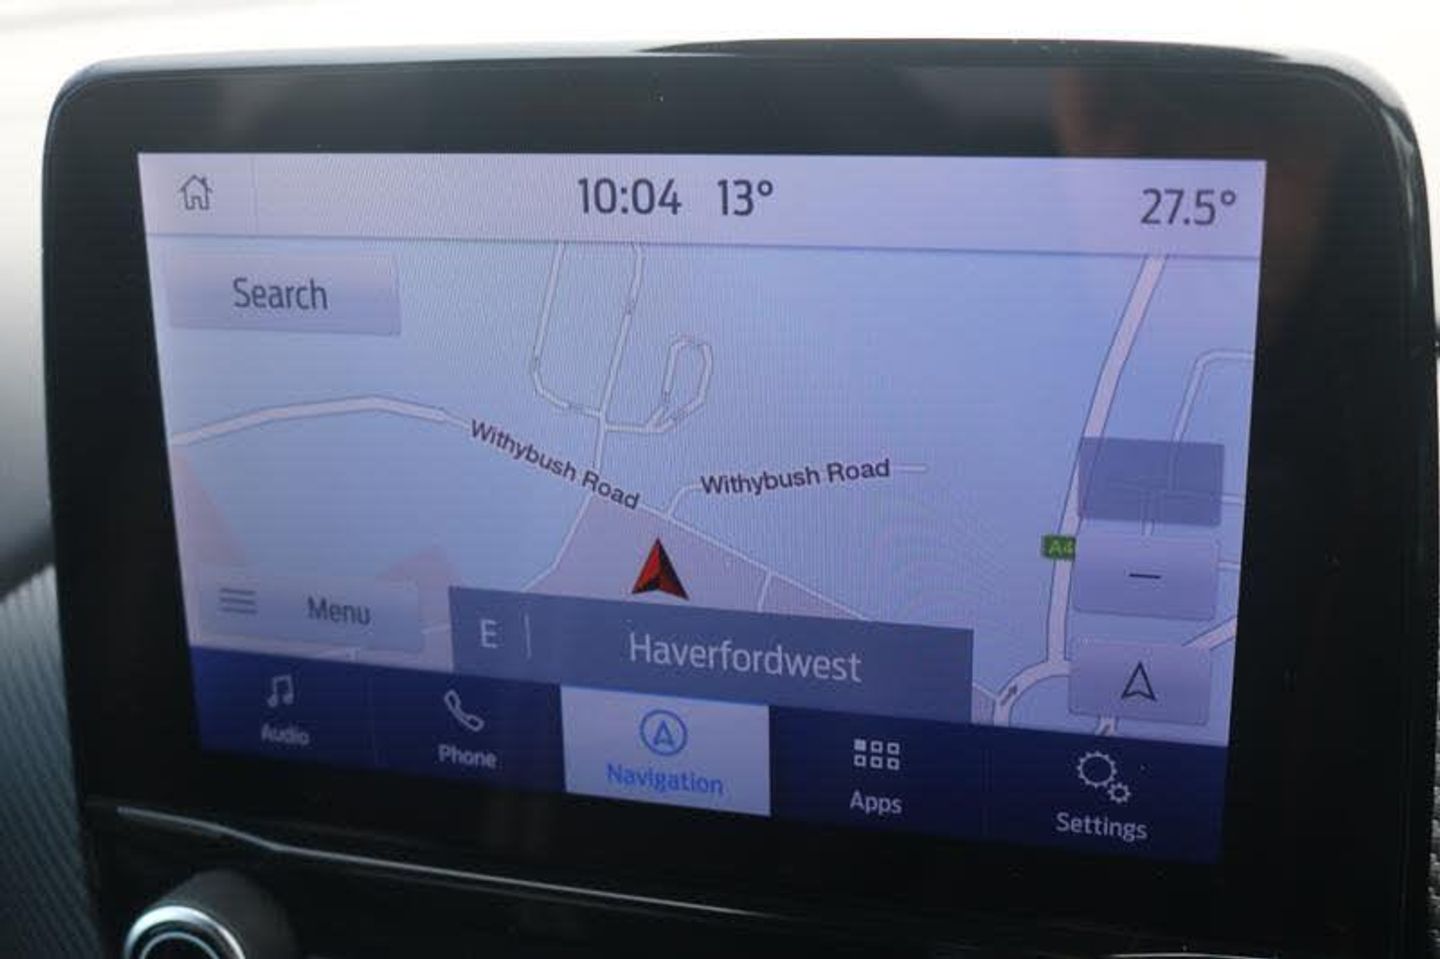 10:04 13° 27.5°
Search
Withybush Road
Withybush Road
A4
Menu
E Haverfordwest
Audio
Phone
Navigation
Apps
Settings